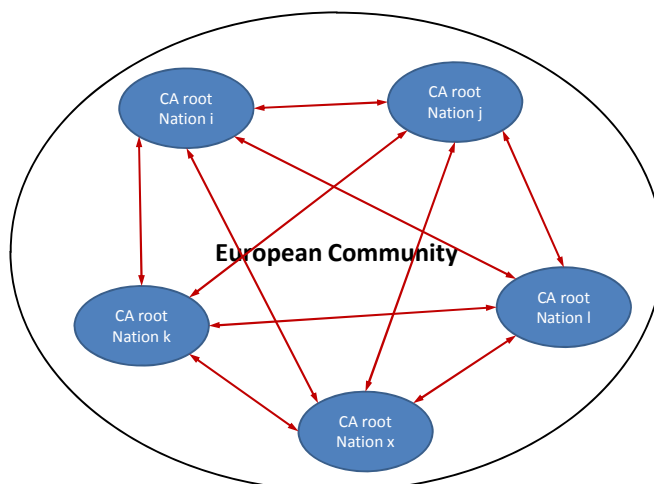 CA root
Nation i
CA root
Nation j
European Community
CA root
Nation k
CA root
Nation l
CA root
Nation x